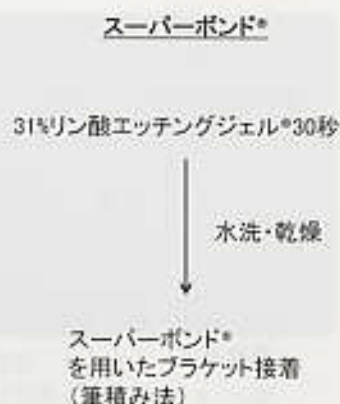 スーパーボンド®
31%リン酸エッチングジェル®30秒
水洗・乾燥
スーパーボンド®
を用いたブラケット接着
(筆積み法)